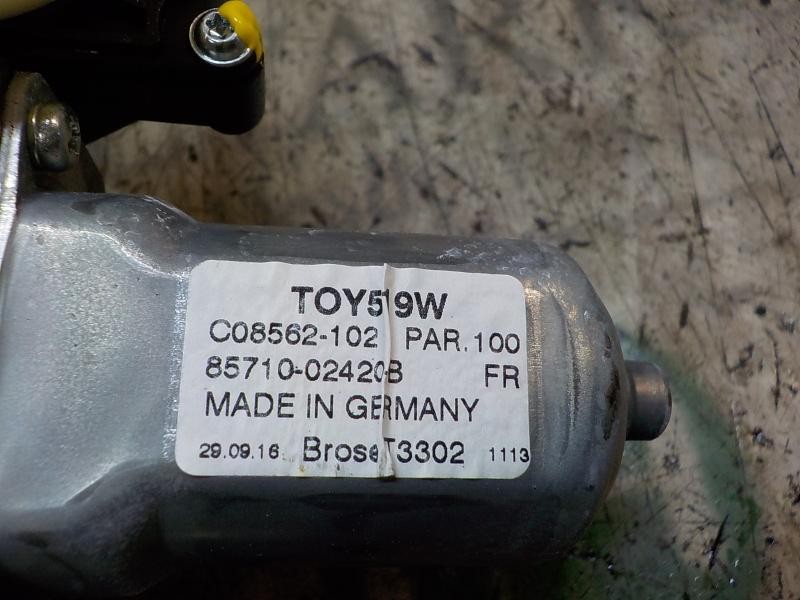 TOY519W
C08562-102 PAR.100
85710-02420-B FR
MADE IN GERMANY
29.09.16 Brose T3302 1113